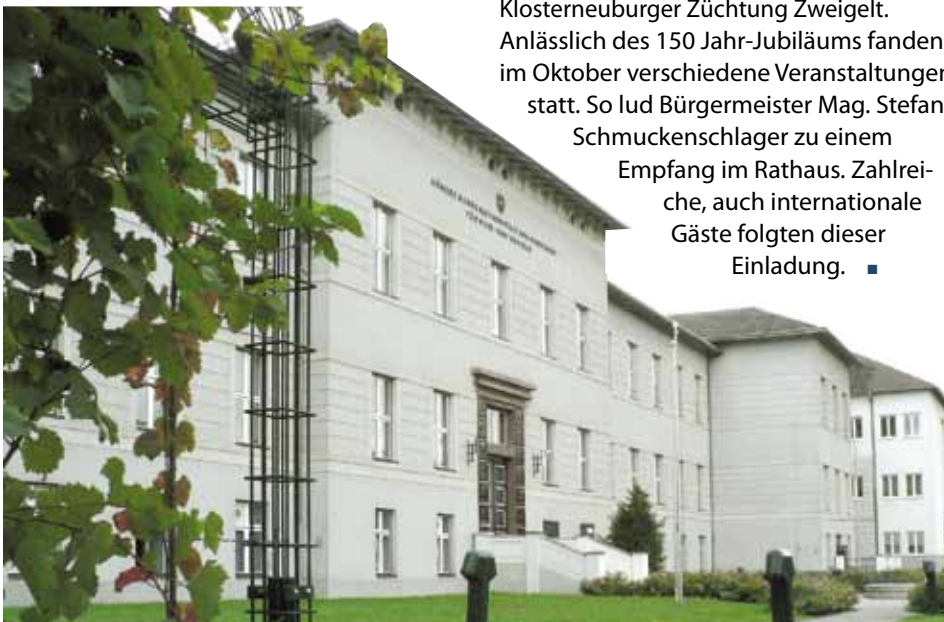 Klosterneuburger Züchtung Zweigelt.
Anlässlich des 150 Jahr-Jubiläums fanden
im Oktober verschiedene Veranstaltungen
statt. So lud Bürgermeister Mag. Stefan
Schmuckenschlager zu einem
Empfang im Rathaus. Zahlrei-
che, auch internationale
Gäste folgten dieser
Einladung.